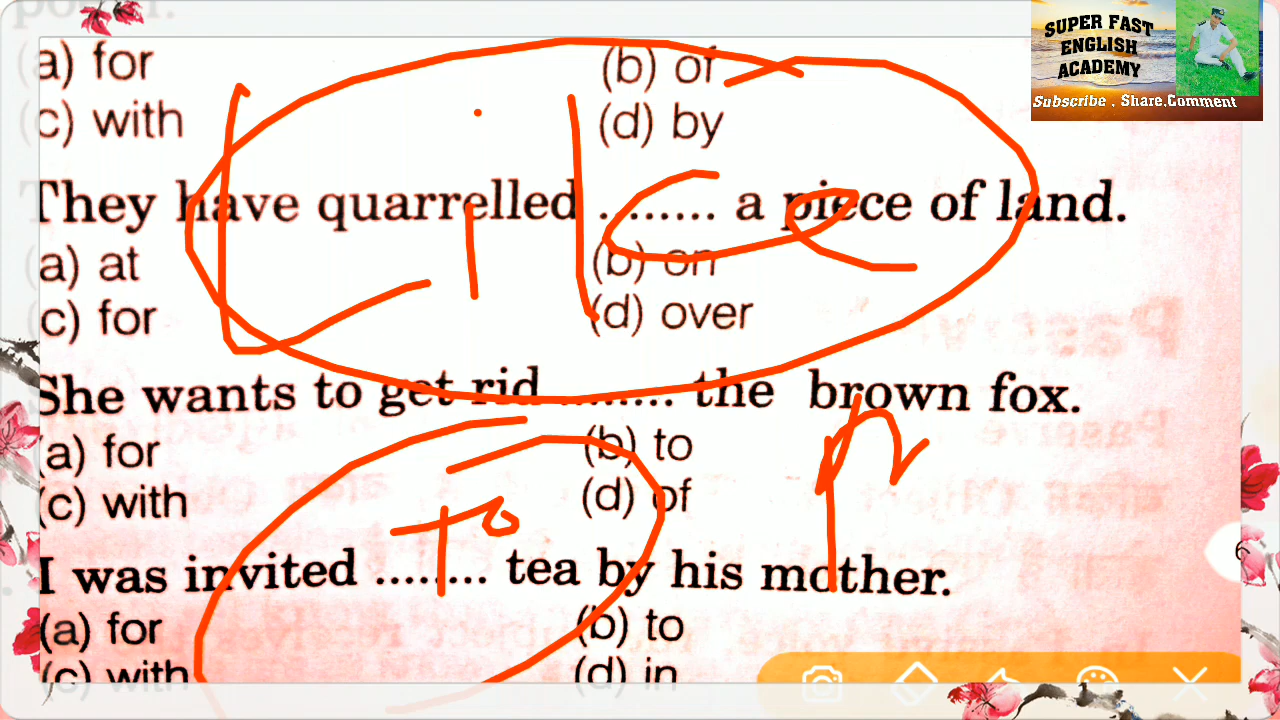 SUPER FAST
ENGLISH
ACADEMY
Subscribe , Share,Comment
(a) for (b) of
(c) with (d) by
They have quarrelled ........ a piece of land.
(a) at (b) on
(c) for (d) over
She wants to get rid ........ the brown fox.
(a) for (b) to
(c) with (d) of
To
I was invited ........ tea by his mother.
(a) for (b) to
(c) with (d) in